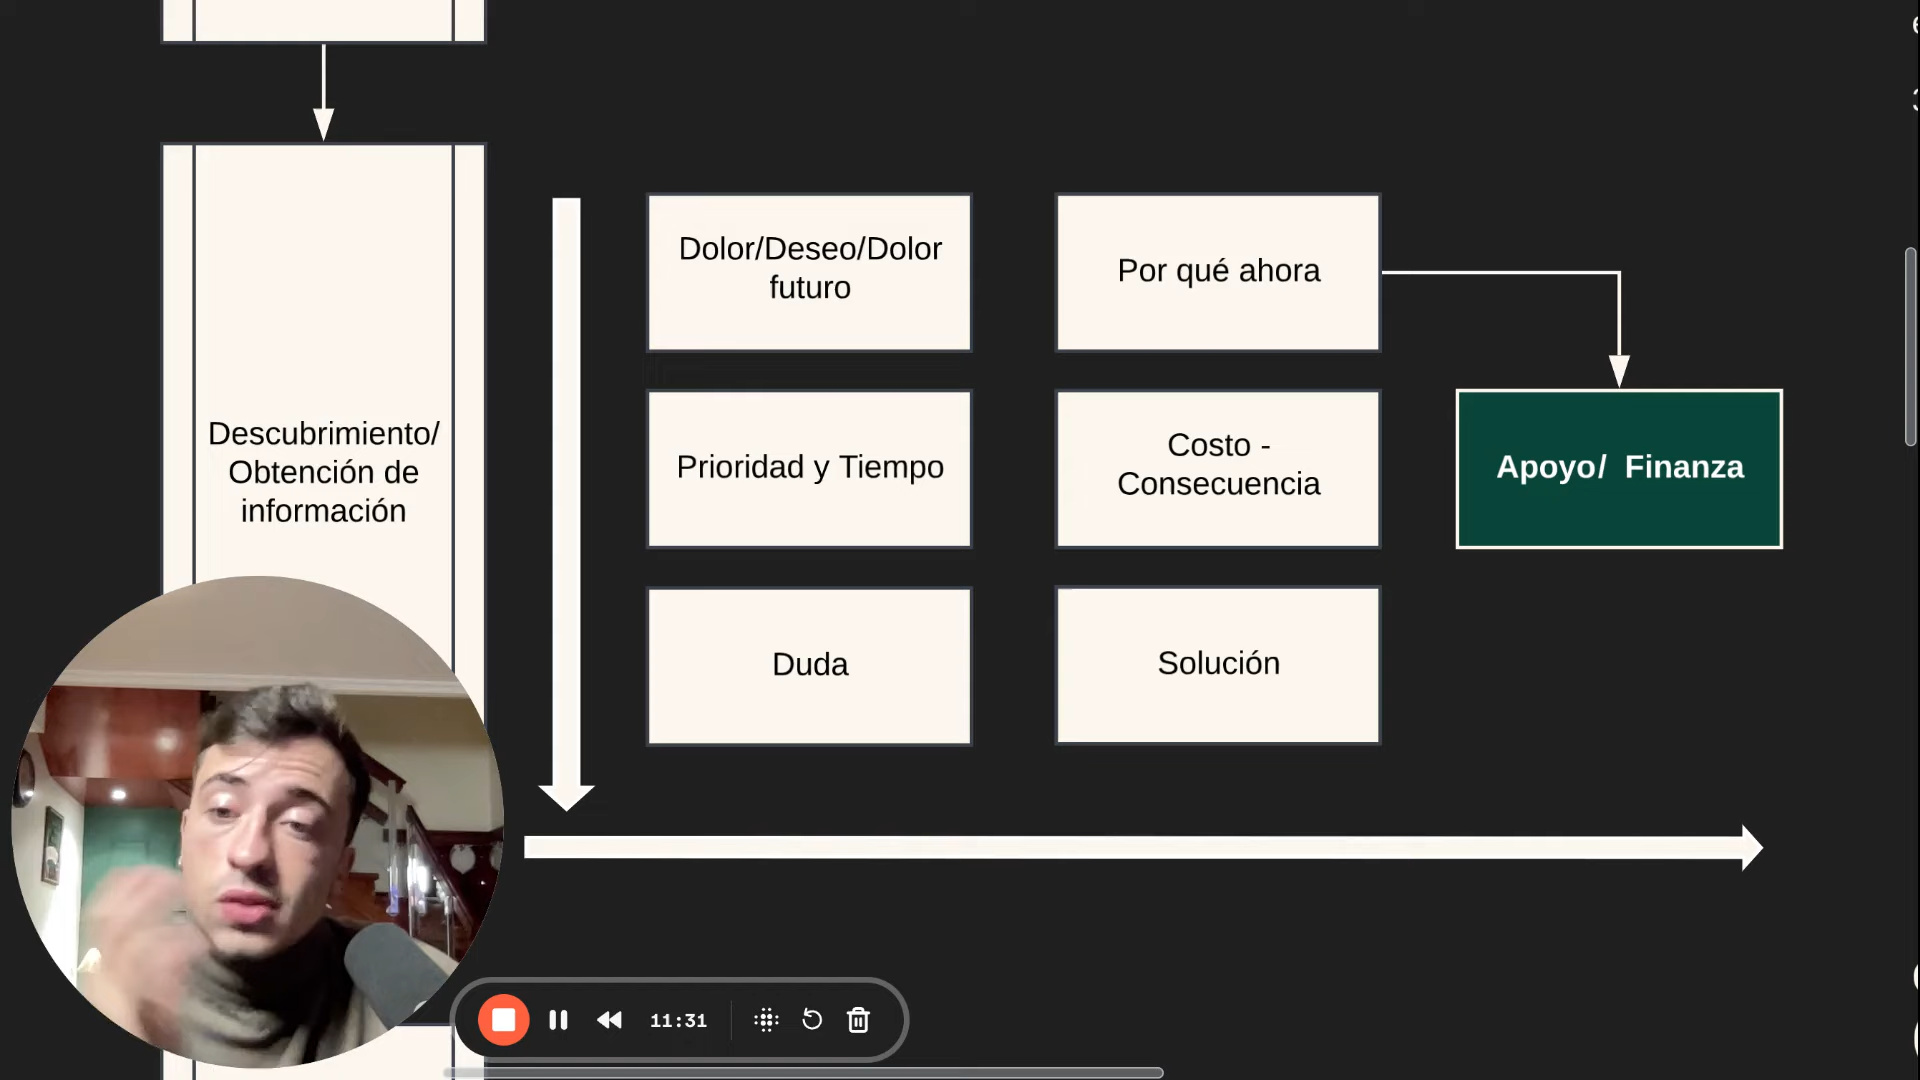 Descubrimiento/
Obtención de
información
Dolor/Deseo/Dolor
futuro
Por qué ahora
Prioridad y Tiempo
Costo -
Consecuencia
Apoyo/  Finanza
Duda
Solución
11:31